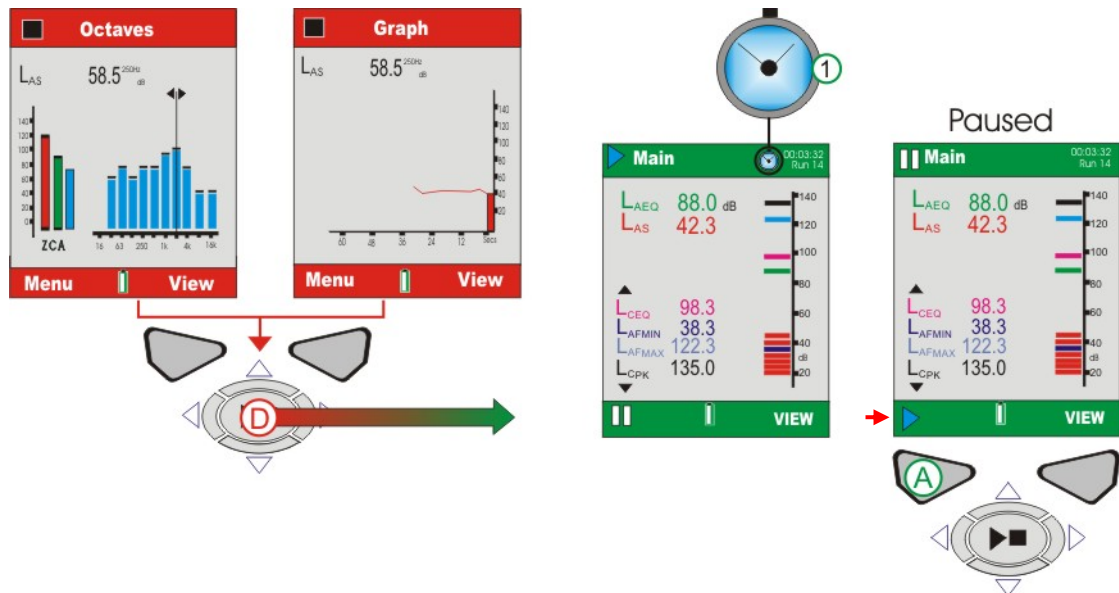 Octaves
LAS 58.5 250Hz dB
140
120
100
80
60
40
20
0
ZCA
16 63 250 1k 4k 16k
Menu View
Graph
LAS 58.5 250Hz dB
140
120
100
80
60
40
20
60 48 36 24 12 Secs
Menu View
D
1
Main 00:03:32
Run 14
LAEQ 88.0 dB
LAS 42.3
LCEQ 98.3
LAFMIN 38.3
LAFMAX 122.3
LCPK 135.0
140
120
100
80
60
40
dB
20
VIEW
Paused
Main 00:03:32
Run 14
LAEQ 88.0 dB
LAS 42.3
LCEQ 98.3
LAFMIN 38.3
LAFMAX 122.3
LCPK 135.0
140
120
100
80
60
40
dB
20
VIEW
A